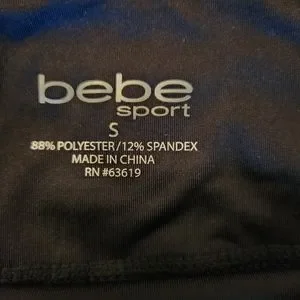 bebe
sport
S
88% POLYESTER/12% SPANDEX
MADE IN CHINA
RN #63619